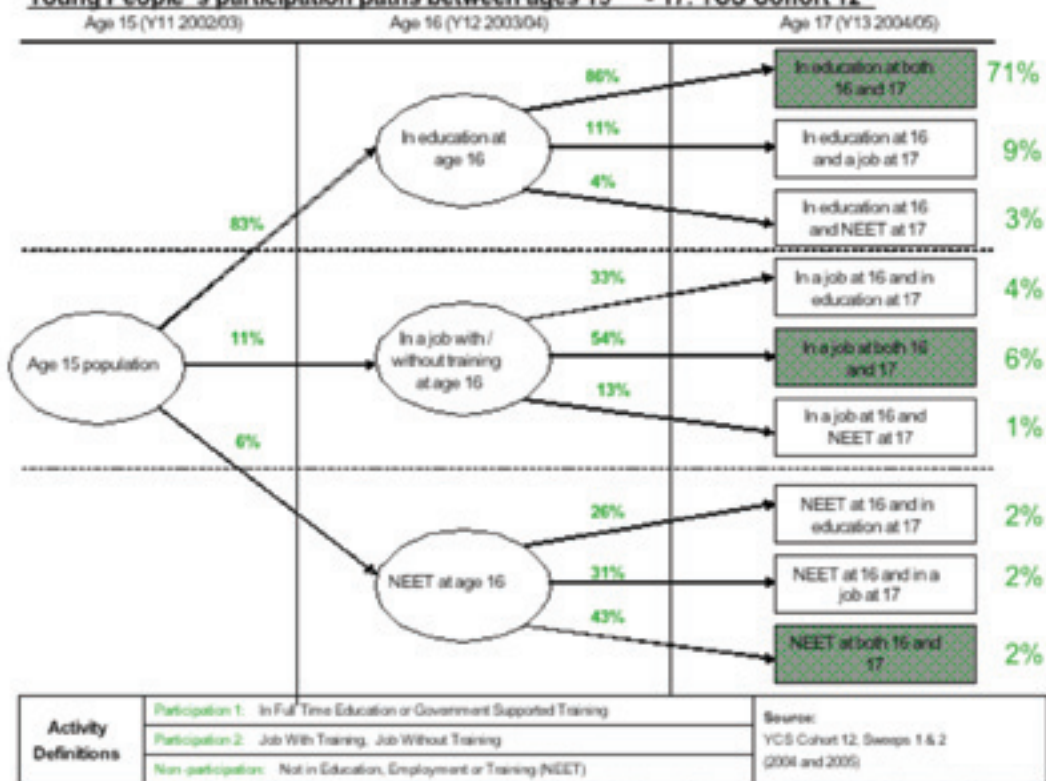 Young People s participation paths between ages 15 - 17: YCS Cohort 12
Age 15 (Y11 2002/03)
Age 16 (Y12 2003/04)
Age 17 (Y13 2004/05)
86%
In education at both
16 and 17
71%
In education at
age 16
11%
In education at 16
and a job at 17
9%
4%
In education at 16
and NEET at 17
3%
83%
33%
In a job at 16 and in
education at 17
4%
Age 15 population
11%
In a job with /
without training
at age 16
54%
In a job at both 16
and 17
6%
13%
In a job at 16 and
NEET at 17
1%
6%
26%
NEET at 16 and in
education at 17
2%
NEET at age 16
31%
NEET at 16 and in a
job at 17
2%
43%
NEET at both 16 and
17
2%
Activity
Definitions
Participation 1: In Full Time Education or Government Supported Training
Participation 2: Job With Training, Job Without Training
Non-participation: Not in Education, Employment or Training (NEET)
Source:
YCS Cohort 12, Sweeps 1 & 2
(2004 and 2005)